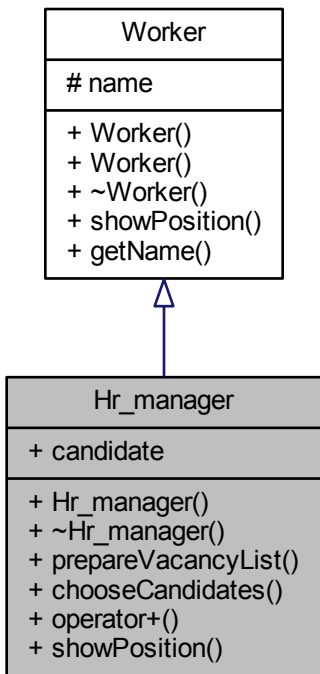 Worker
# name
+ Worker()
+ Worker()
+ ~Worker()
+ showPosition()
+ getName()
Hr_manager
+ candidate
+ Hr_manager()
+ ~Hr_manager()
+ prepareVacancyList()
+ chooseCandidates()
+ operator+()
+ showPosition()